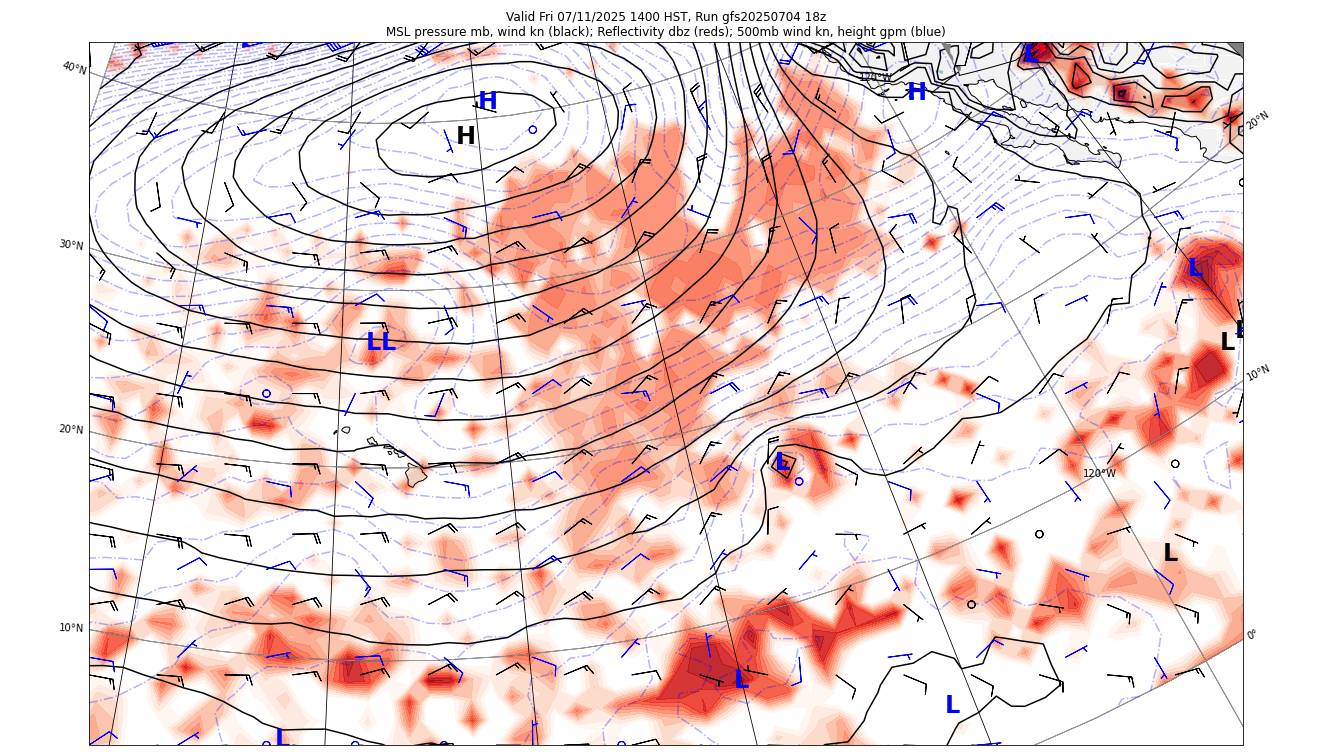 Valid Fri 07/11/2025 1400 HST, Run gfs20250704 18z
MSL pressure mb, wind kn (black); Reflectivity dbz (reds); 500mb wind kn, height gpm (blue)
L
40°N
120°W
H
H
20°N
H
30°N
L
L
LL
10°N
20°N
L
120°W
L
10°N
0°
L
L
L